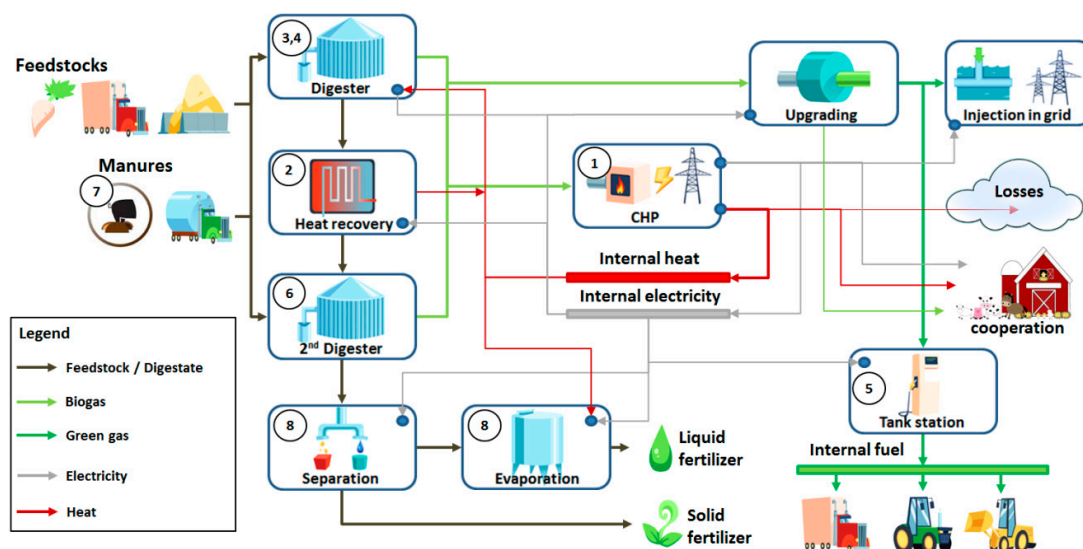 3,4
Digester
Feedstocks
Upgrading
Injection in grid
Manures
7
2
Heat recovery
1
CHP
Losses
Internal heat
Internal electricity
6
2nd Digester
cooperation
Legend
Feedstock / Digestate
Biogas
Green gas
Electricity
Heat
5
Tank station
8
Separation
8
Evaporation
Liquid
fertilizer
Internal fuel
Solid
fertilizer